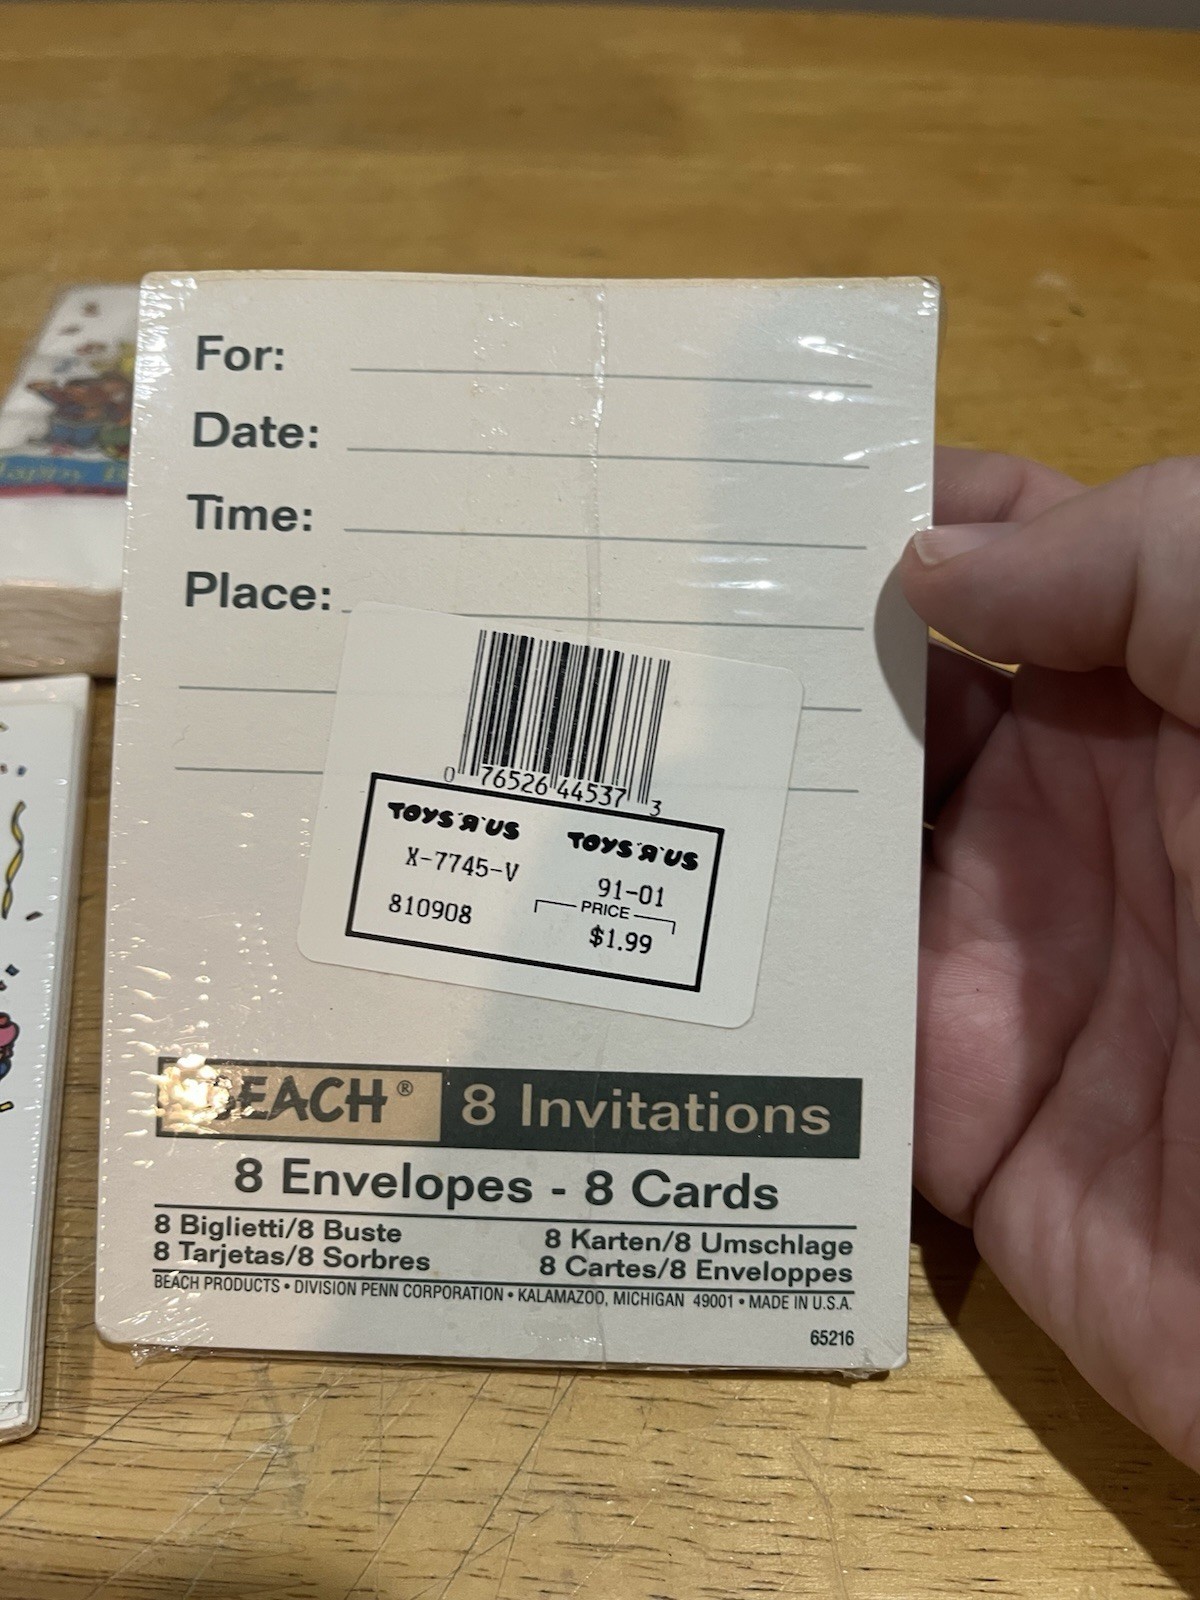 For:
Date:
Time:
Place:
0 76526 44537 3
TOYS "R" US TOYS "R" US
X-7745-V 91-01
PRICE
810908 $1.99
BEACH® 8 Invitations
8 Envelopes - 8 Cards
8 Biglietti/8 Buste 8 Karten/8 Umschlage
8 Tarjetas/8 Sorbres 8 Cartes/8 Enveloppes
BEACH PRODUCTS • DIVISION PENN CORPORATION • KALAMAZOO, MICHIGAN 49001 • MADE IN U.S.A.
65216